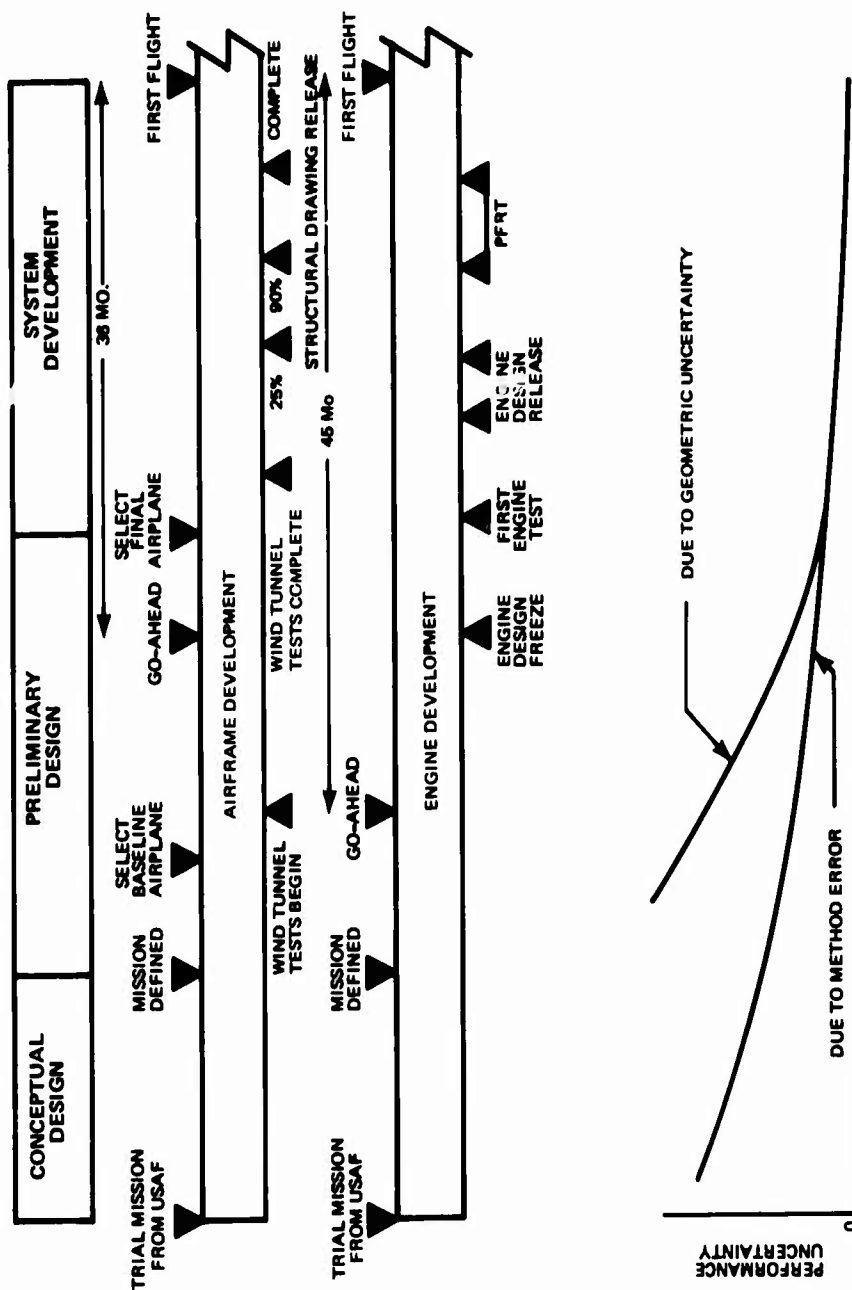 CONCEPTUAL
DESIGN
PRELIMINARY
DESIGN
SYSTEM
DEVELOPMENT
36 MO.
TRIAL MISSION
FROM USAF
MISSION
DEFINED
SELECT
BASELINE
AIRPLANE
GO-AHEAD
SELECT
FINAL
AIRPLANE
FIRST FLIGHT
AIRFRAME DEVELOPMENT
WIND TUNNEL
TESTS BEGIN
WIND TUNNEL
TESTS COMPLETE
25%
90%
COMPLETE
STRUCTURAL DRAWING RELEASE
45 Mo
TRIAL MISSION
FROM USAF
MISSION
DEFINED
GO-AHEAD
FIRST FLIGHT
ENGINE DEVELOPMENT
ENGINE
DESIGN
FREEZE
FIRST
ENGINE
TEST
ENGINE
DESIGN
RELEASE
PFRT
PERFORMANCE
UNCERTAINTY
0
DUE TO GEOMETRIC UNCERTAINTY
DUE TO METHOD ERROR